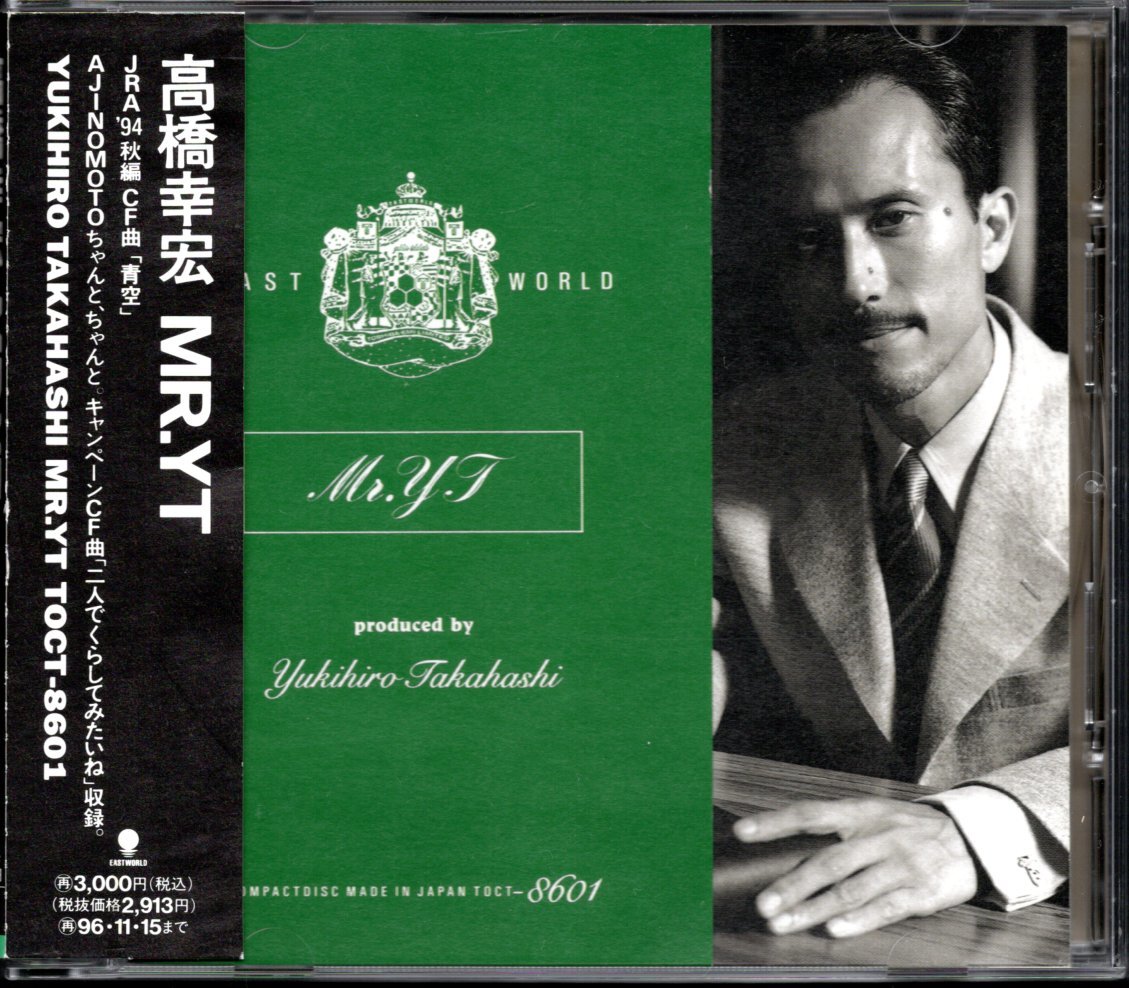 高橋幸宏 MR.YT
JRA '94 秋編 CF曲「青空」
AJINOMOTOちゃんと、ちゃんと。キャンペーンCF曲「二人でくらしてみたいね」収録。
YUKIHIRO TAKAHASHI MR.YT TOCT-8601
EASTWORLD
再3,000円(税込)
(税抜価格2,913円)
再96・11・15まで
EASTWORLD
AST WORLD
Mr.YT
produced by
Yukihiro Takahashi
OMPACT DISC MADE IN JAPAN TOCT-8601